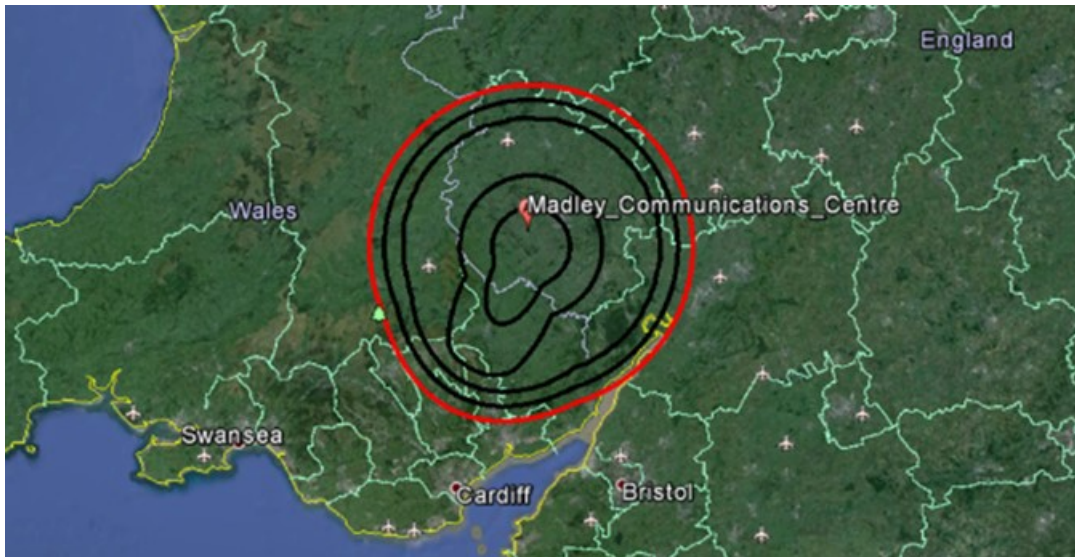 England
Madley_Communications_Centre
Wales
Swansea
Cardiff
Bristol